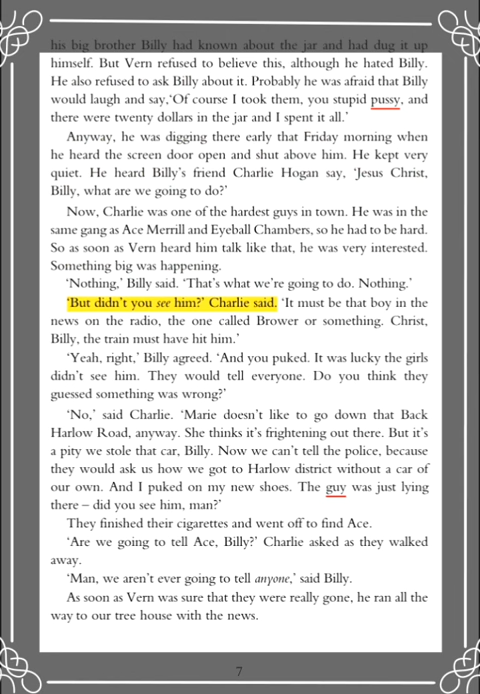 his big brother Billy had known about the jar and had dug it up
himself. But Vern refused to believe this, although he hated Billy.
He also refused to ask Billy about it. Probably he was afraid that Billy
would laugh and say,‘Of course I took them, you stupid pussy, and
there were twenty dollars in the jar and I spent it all.’
Anyway, he was digging there early that Friday morning when
he heard the screen door open and shut above him. He kept very
quiet. He heard Billy’s friend Charlie Hogan say, ‘Jesus Christ,
Billy, what are we going to do?’
Now, Charlie was one of the hardest guys in town. He was in the
same gang as Ace Merrill and Eyeball Chambers, so he had to be hard.
So as soon as Vern heard him talk like that, he was very interested.
Something big was happening.
‘Nothing,’ Billy said. ‘That’s what we’re going to do. Nothing.’
‘But didn’t you see him?’ Charlie said. ‘It must be that boy in the
news on the radio, the one called Brower or something. Christ,
Billy, the train must have hit him.’
‘Yeah, right,’ Billy agreed. ‘And you puked. It was lucky the girls
didn’t see him. They would tell everyone. Do you think they
guessed something was wrong?’
‘No,’ said Charlie. ‘Marie doesn’t like to go down that Back
Harlow Road, anyway. She thinks it’s frightening out there. But it’s
a pity we stole that car, Billy. Now we can’t tell the police, because
they would ask us how we got to Harlow district without a car of
our own. And I puked on my new shoes. The guy was just lying
there – did you see him, man?’
They finished their cigarettes and went off to find Ace.
‘Are we going to tell Ace, Billy?’ Charlie asked as they walked
away.
‘Man, we aren’t ever going to tell anyone,’ said Billy.
As soon as Vern was sure that they were really gone, he ran all the
way to our tree house with the news.
7